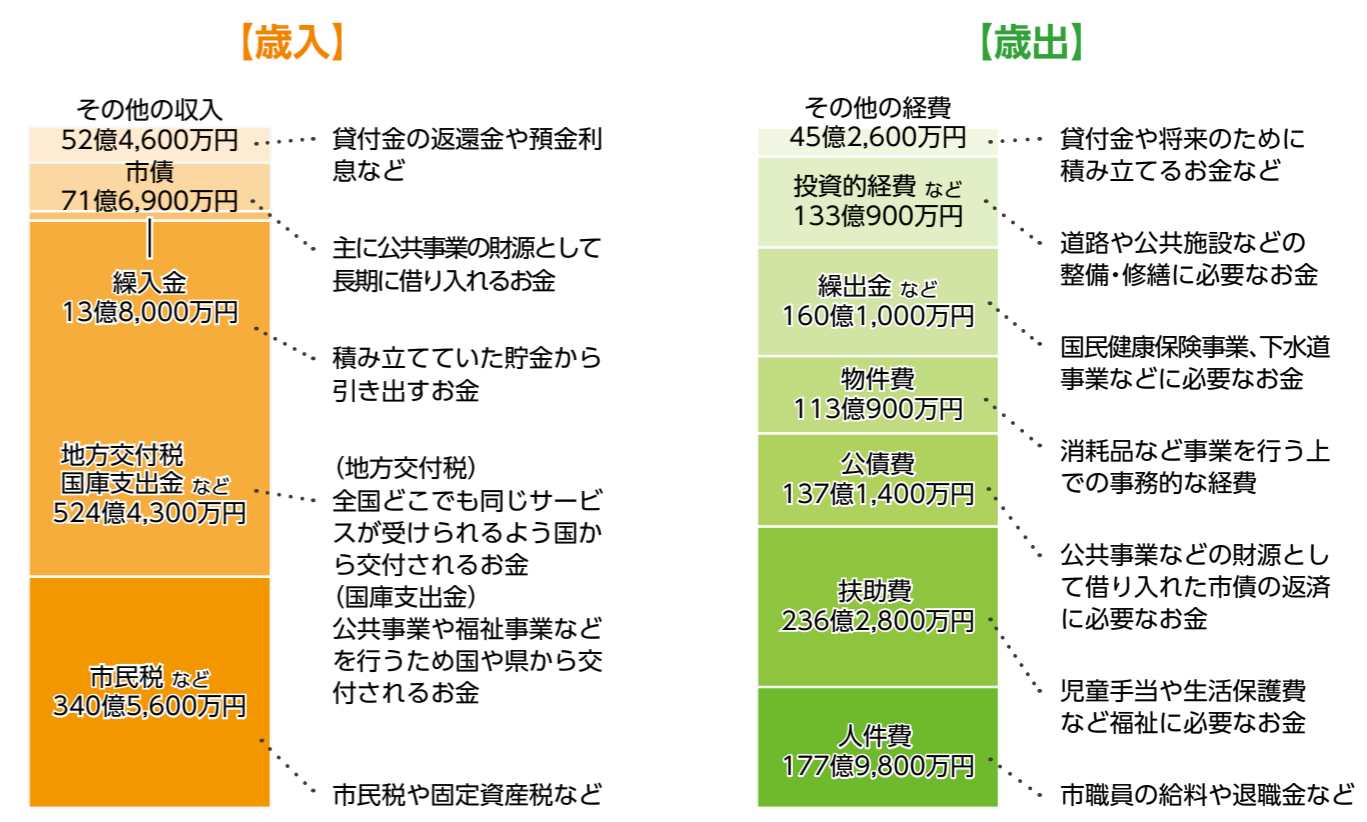 【歳入】
その他の収入
52億4,600万円
貸付金の返還金や預金利
息など
市債
71億6,900万円
主に公共事業の財源として
長期に借り入れるお金
繰入金
13億8,000万円
積み立てていた貯金から
引き出すお金
地方交付税
国庫支出金 など
524億4,300万円
(地方交付税)
全国どこでも同じサービ
スが受けられるよう国か
ら交付されるお金
(国庫支出金)
公共事業や福祉事業など
を行うため国や県から交
付されるお金
市民税 など
340億5,600万円
市民税や固定資産税など
【歳出】
その他の経費
45億2,600万円
貸付金や将来のために
積み立てるお金など
投資的経費 など
133億900万円
道路や公共施設などの
整備・修繕に必要なお金
繰出金 など
160億1,000万円
国民健康保険事業、下水道
事業などに必要なお金
物件費
113億900万円
消耗品など事業を行う上
での事務的な経費
公債費
137億1,400万円
公共事業などの財源とし
て借り入れた市債の返済
に必要なお金
扶助費
236億2,800万円
児童手当や生活保護費
など福祉に必要なお金
人件費
177億9,800万円
市職員の給料や退職金など